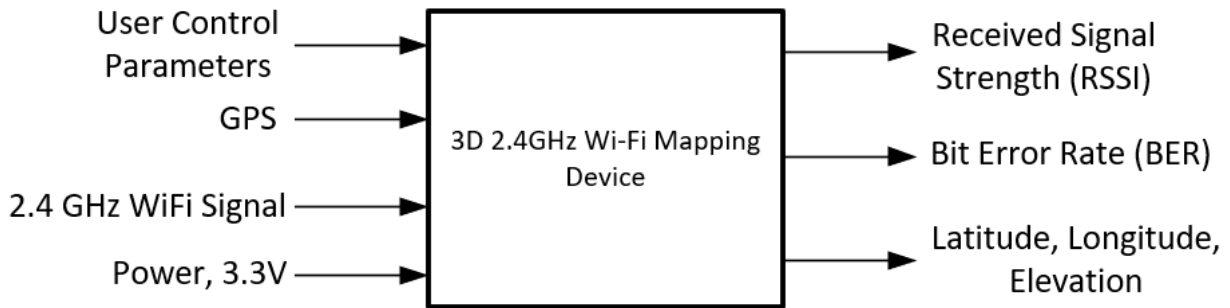 User Control
Parameters
GPS
2.4 GHz WiFi Signal
Power, 3.3V
3D 2.4GHz Wi-Fi Mapping
Device
Received Signal
Strength (RSSI)
Bit Error Rate (BER)
Latitude, Longitude,
Elevation